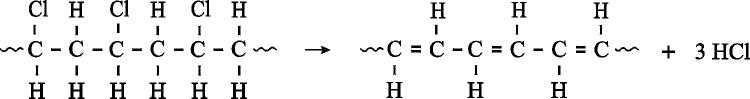 Cl H Cl H Cl H
C - C - C - C - C - C → C = C - C = C - C = C + 3 HCl
H H H H H H
H H H
H H H